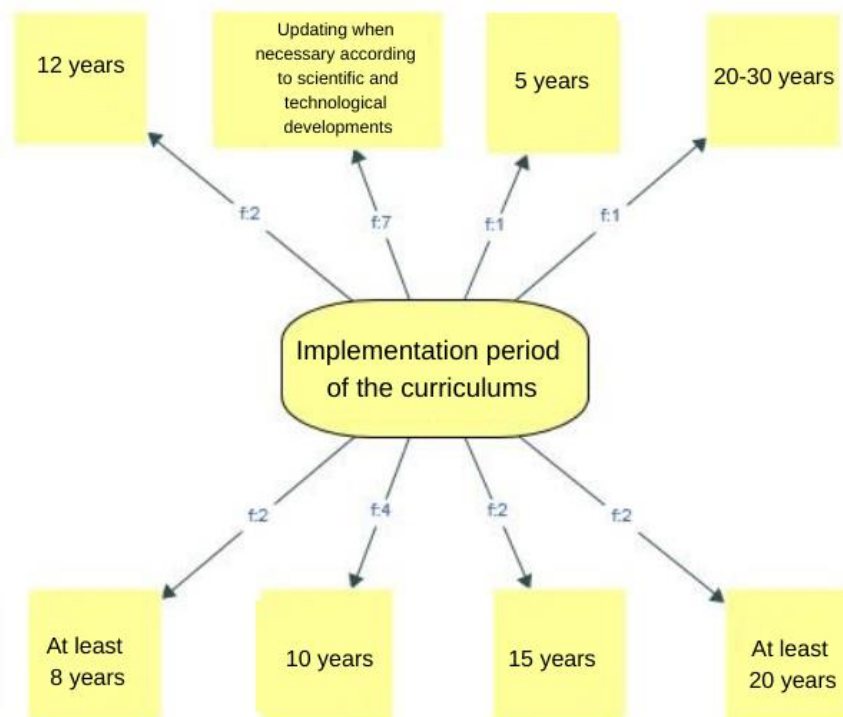 12 years
Updating when
necessary according
to scientific and
technological
developments
5 years
20-30 years
f:2
f:7
f:1
f:1
Implementation period
of the curriculums
f:2
f:4
f:2
f:2
At least
8 years
10 years
15 years
At least
20 years